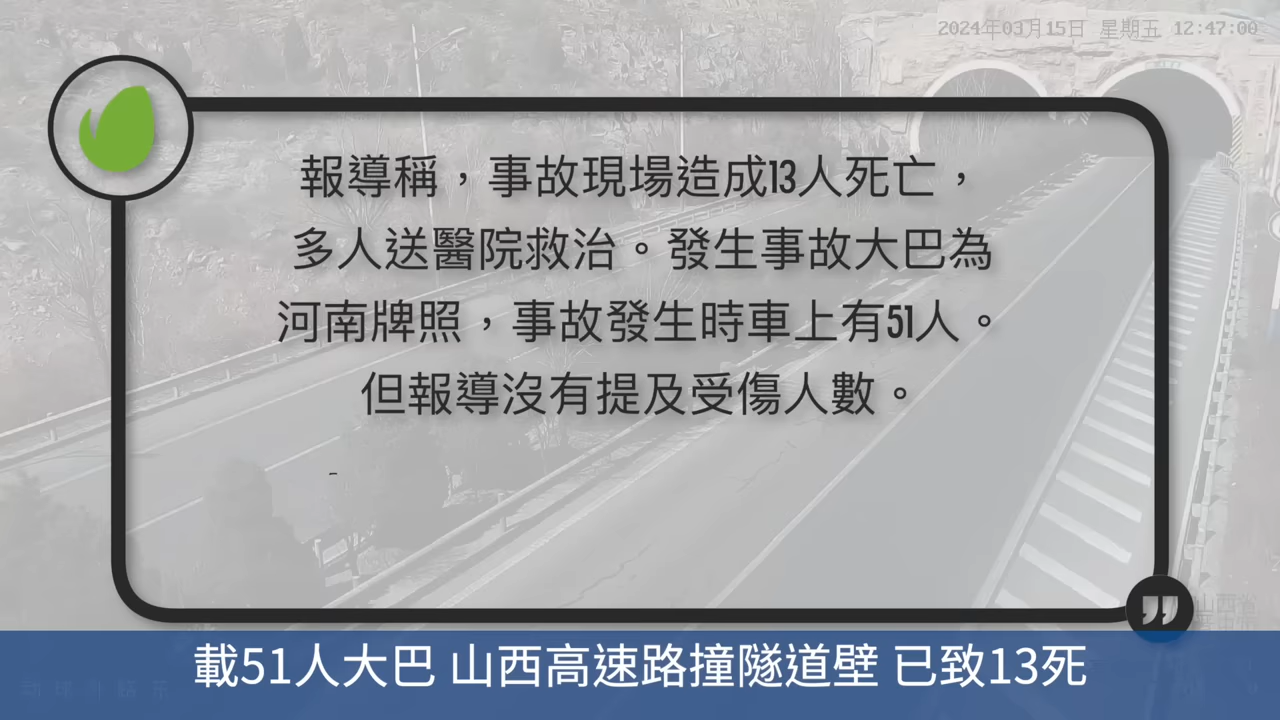 2024年03月15日 星期五 12:47:00
報導稱，事故現場造成13人死亡，
多人送醫院救治。發生事故大巴為
河南牌照，事故發生時車上有51人。
但報導沒有提及受傷人數。
山西省
載51人大巴 山西高速路撞隧道壁 已致13死